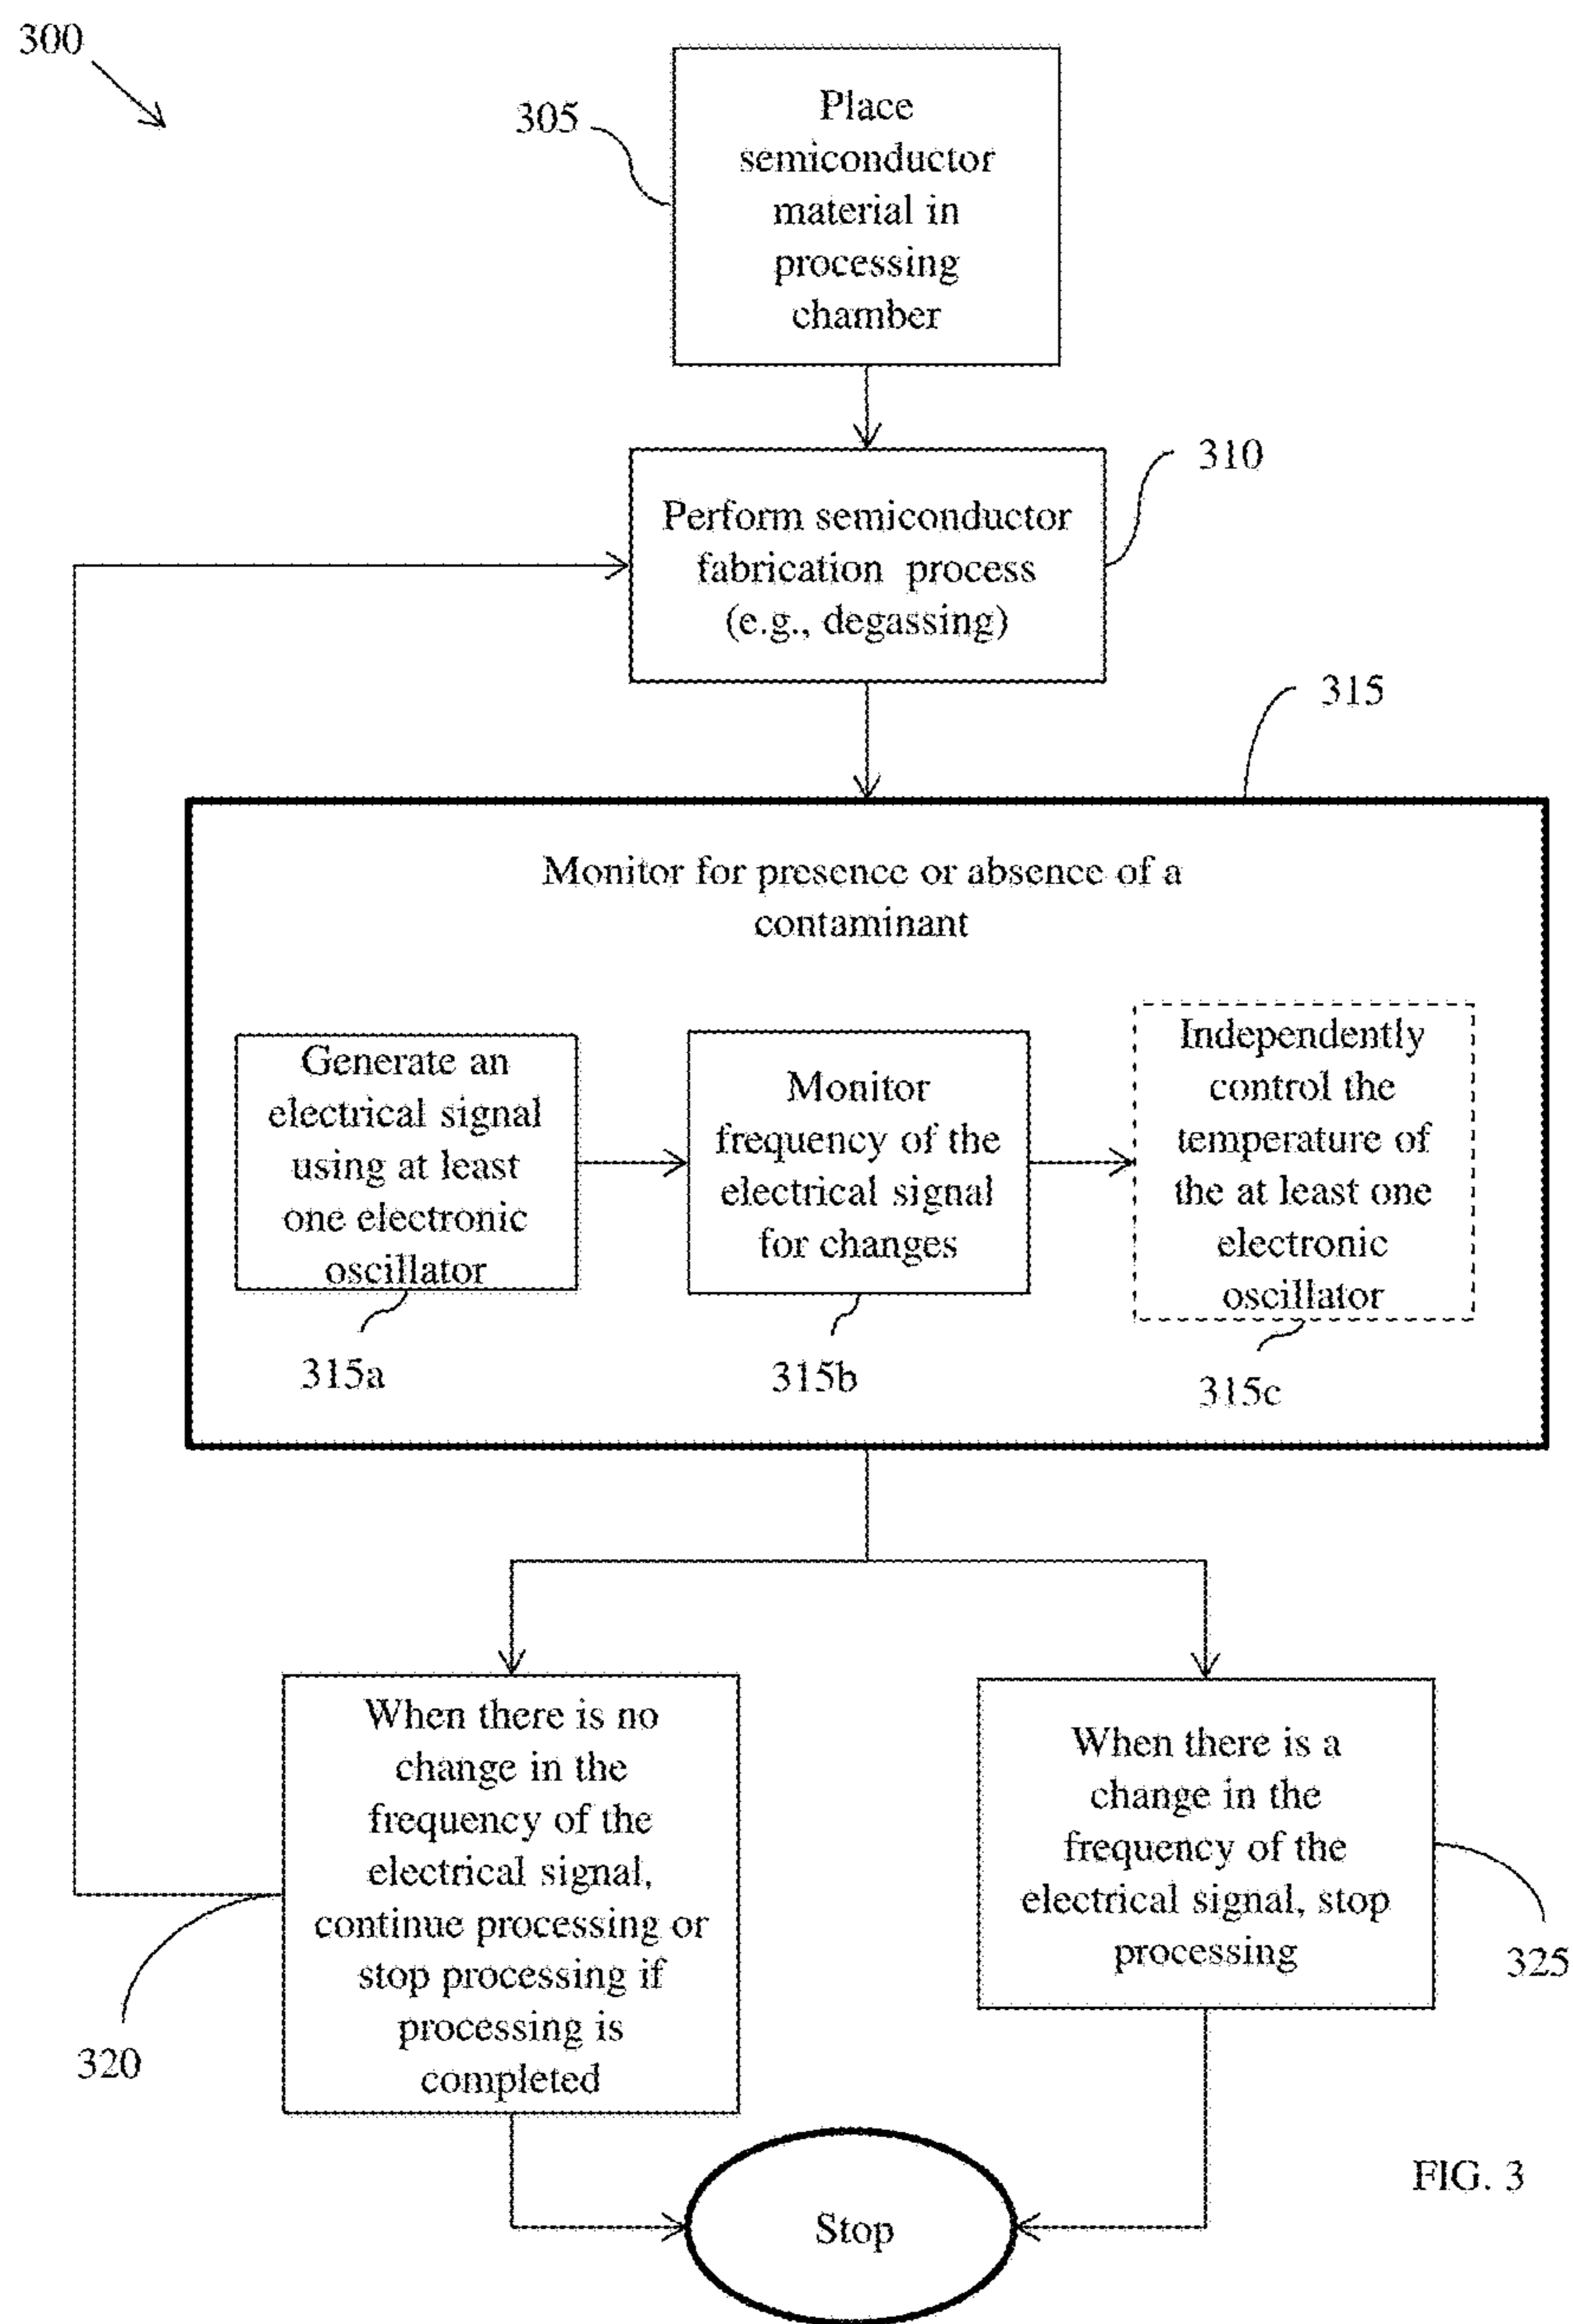 300
305
Place
semiconductor
material in
processing
chamber
310
Perform semiconductor
fabrication process
(e.g., degassing)
315
Monitor for presence or absence of a
contaminant
Generate an
electrical signal
using at least
one electronic
oscillator
315a
Monitor
frequency of the
electrical signal
for changes
315b
Independently
control the
temperature of
the at least one
electronic
oscillator
315c
When there is no
change in the
frequency of the
electrical signal,
continue processing or
stop processing if
processing is
completed
320
When there is a
change in the
frequency of the
electrical signal, stop
processing
325
Stop
FIG. 3